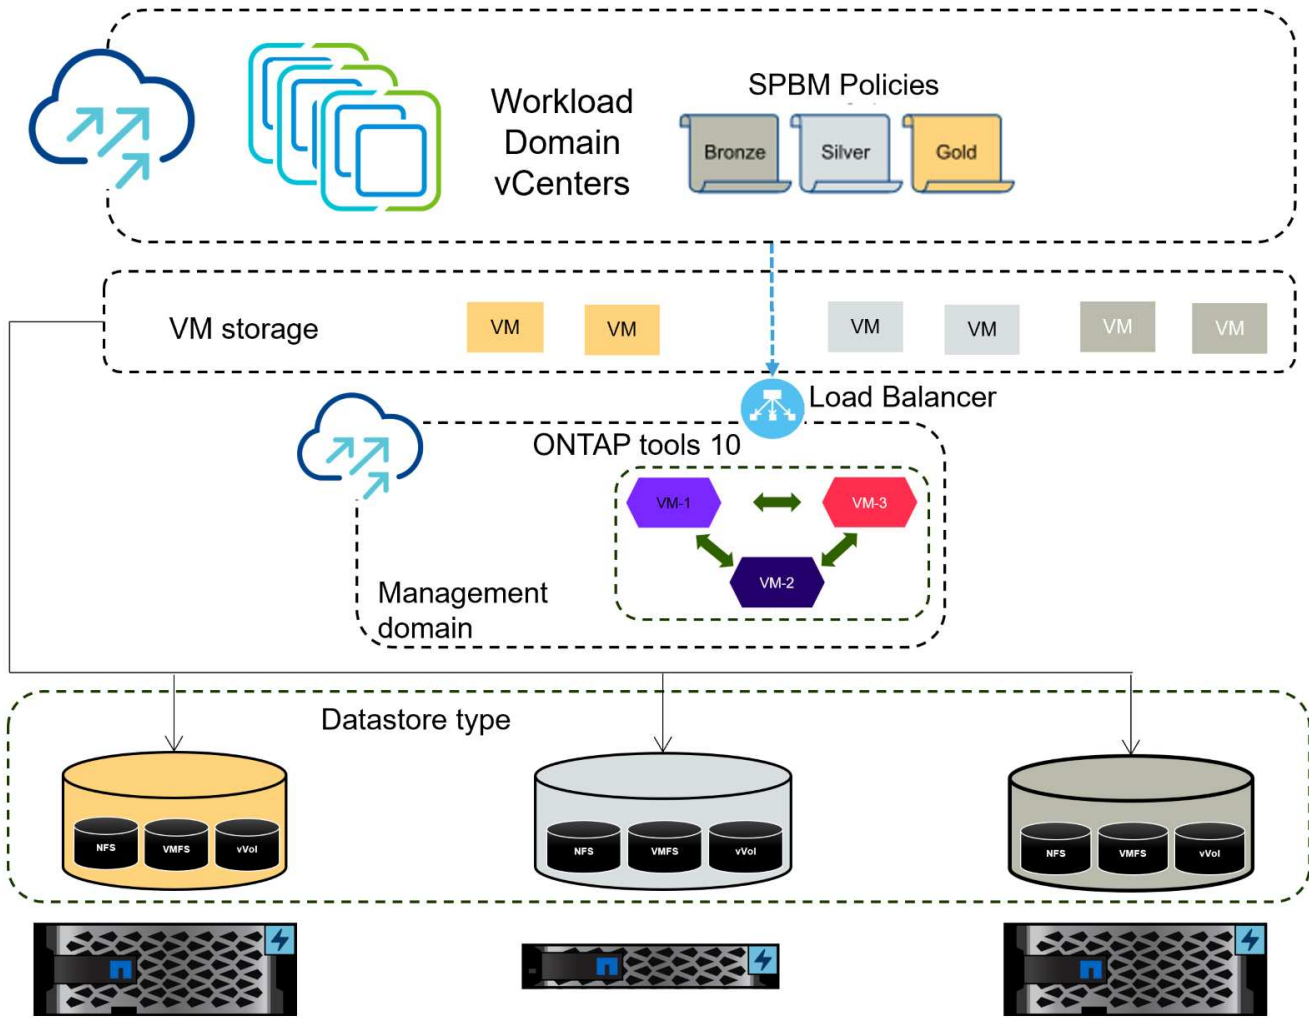 SPBM Policies
Workload
Domain
vCenters
Bronze
Silver
Gold
VM storage
VM
VM
VM
VM
VM
VM
Load Balancer
ONTAP tools 10
VM-1
VM-3
VM-2
Management
domain
Datastore type
NFS
VMFS
vVol
NFS
VMFS
vVol
NFS
VMFS
vVol